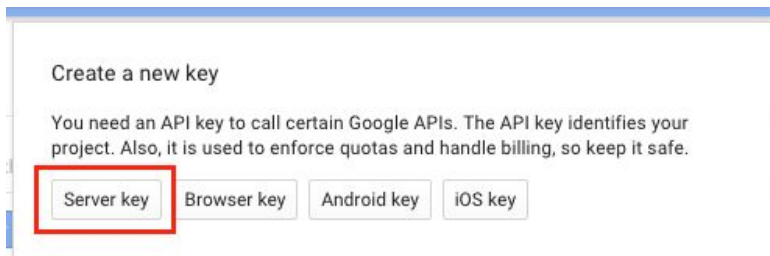 Create a new key
You need an API key to call certain Google APIs. The API key identifies your
project. Also, it is used to enforce quotas and handle billing, so keep it safe.
Server key Browser key Android key iOS key